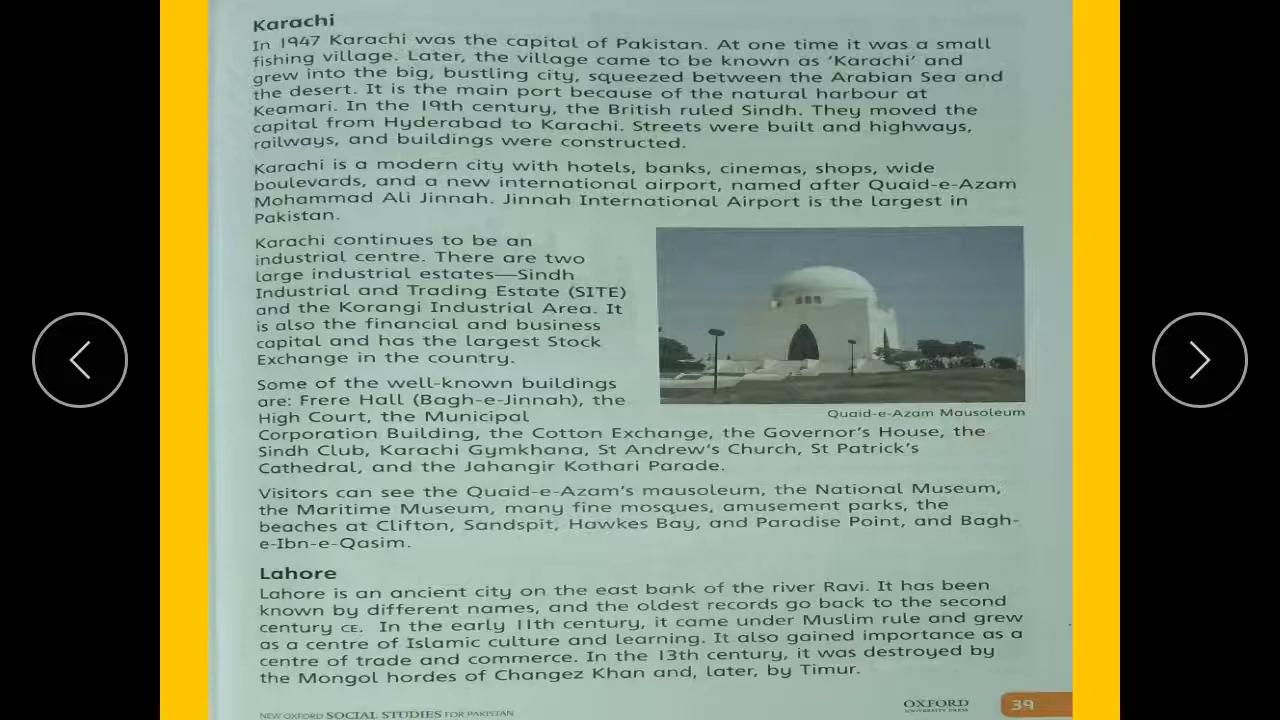 Karachi
In 1947 Karachi was the capital of Pakistan. At one time it was a small
fishing village. Later, the village came to be known as ‘Karachi’ and
grew into the big, bustling city, squeezed between the Arabian Sea and
the desert. It is the main port because of the natural harbour at
Keamari. In the 19th century, the British ruled Sindh. They moved the
capital from Hyderabad to Karachi. Streets were built and highways,
railways, and buildings were constructed.
Karachi is a modern city with hotels, banks, cinemas, shops, wide
boulevards, and a new international airport, named after Quaid-e-Azam
Mohammad Ali Jinnah. Jinnah International Airport is the largest in
Pakistan.
Karachi continues to be an
industrial centre. There are two
large industrial estates—Sindh
Industrial and Trading Estate (SITE)
and the Korangi Industrial Area. It
is also the financial and business
capital and has the largest Stock
Exchange in the country.
Some of the well-known buildings
are: Frere Hall (Bagh-e-Jinnah), the
High Court, the Municipal
Quaid-e-Azam Mausoleum
Corporation Building, the Cotton Exchange, the Governor’s House, the
Sindh Club, Karachi Gymkhana, St Andrew’s Church, St Patrick’s
Cathedral, and the Jahangir Kothari Parade.
Visitors can see the Quaid-e-Azam’s mausoleum, the National Museum,
the Maritime Museum, many fine mosques, amusement parks, the
beaches at Clifton, Sandspit, Hawkes Bay, and Paradise Point, and Bagh-
e-Ibn-e-Qasim.
Lahore
Lahore is an ancient city on the east bank of the river Ravi. It has been
known by different names, and the oldest records go back to the second
century CE. In the early 11th century, it came under Muslim rule and grew
as a centre of Islamic culture and learning. It also gained importance as a
centre of trade and commerce. In the 13th century, it was destroyed by
the Mongol hordes of Changez Khan and, later, by Timur.
NEW OXFORD SOCIAL STUDIES FOR PAKISTAN
OXFORD
UNIVERSITY PRESS
39